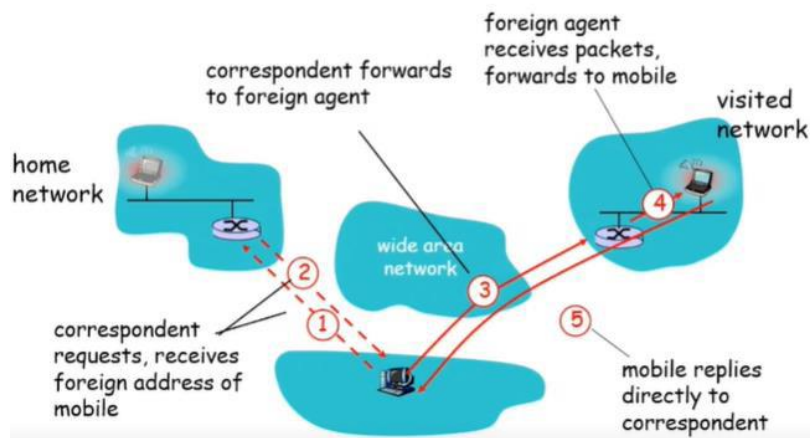 foreign agent
receives packets,
forwards to mobile
correspondent forwards
to foreign agent
visited
network
home
network
4
wide area
network
2
3
1
5
correspondent
requests, receives
foreign address of
mobile
mobile replies
directly to
correspondent